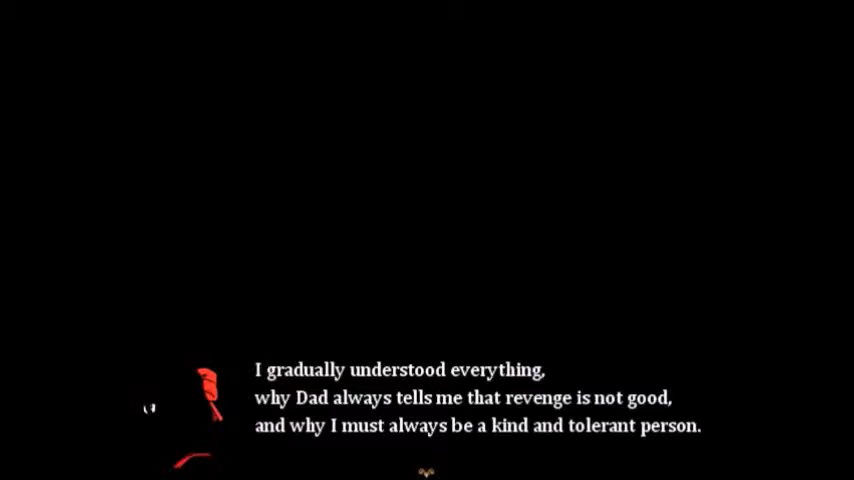 I gradually understood everything,
why Dad always tells me that revenge is not good,
and why I must always be a kind and tolerant person.